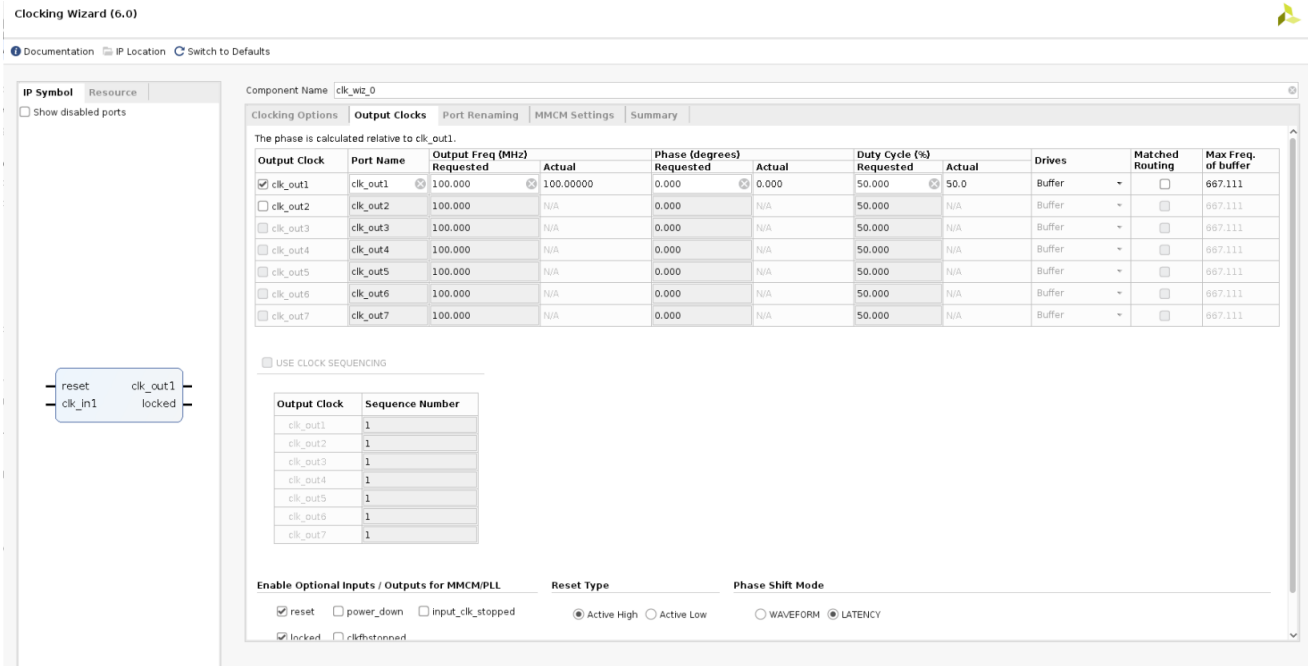 Clocking Wizard (6.0)
Documentation IP Location Switch to Defaults
IP Symbol Resource
Show disabled ports
reset clk_out1
clk_in1 locked
Component Name clk_wiz_0
Clocking Options Output Clocks Port Renaming MMCM Settings Summary
The phase is calculated relative to clk_out1.
Output Clock Port Name Output Freq (MHz) Phase (degrees) Duty Cycle (%) Drives Matched Routing Max Freq. of buffer
Requested Actual Requested Actual Requested Actual
clk_out1 clk_out1 100.000 100.00000 0.000 0.000 50.000 50.0 Buffer 667.111
clk_out2 clk_out2 100.000 N/A 0.000 N/A 50.000 N/A Buffer 667.111
clk_out3 clk_out3 100.000 N/A 0.000 N/A 50.000 N/A Buffer 667.111
clk_out4 clk_out4 100.000 N/A 0.000 N/A 50.000 N/A Buffer 667.111
clk_out5 clk_out5 100.000 N/A 0.000 N/A 50.000 N/A Buffer 667.111
clk_out6 clk_out6 100.000 N/A 0.000 N/A 50.000 N/A Buffer 667.111
clk_out7 clk_out7 100.000 N/A 0.000 N/A 50.000 N/A Buffer 667.111
USE CLOCK SEQUENCING
Output Clock Sequence Number
clk_out1 1
clk_out2 1
clk_out3 1
clk_out4 1
clk_out5 1
clk_out6 1
clk_out7 1
Enable Optional Inputs / Outputs for MMCM/PLL Reset Type Phase Shift Mode
reset power_down input_clk_stopped Active High Active Low WAVEFORM LATENCY
locked clkfbstopped